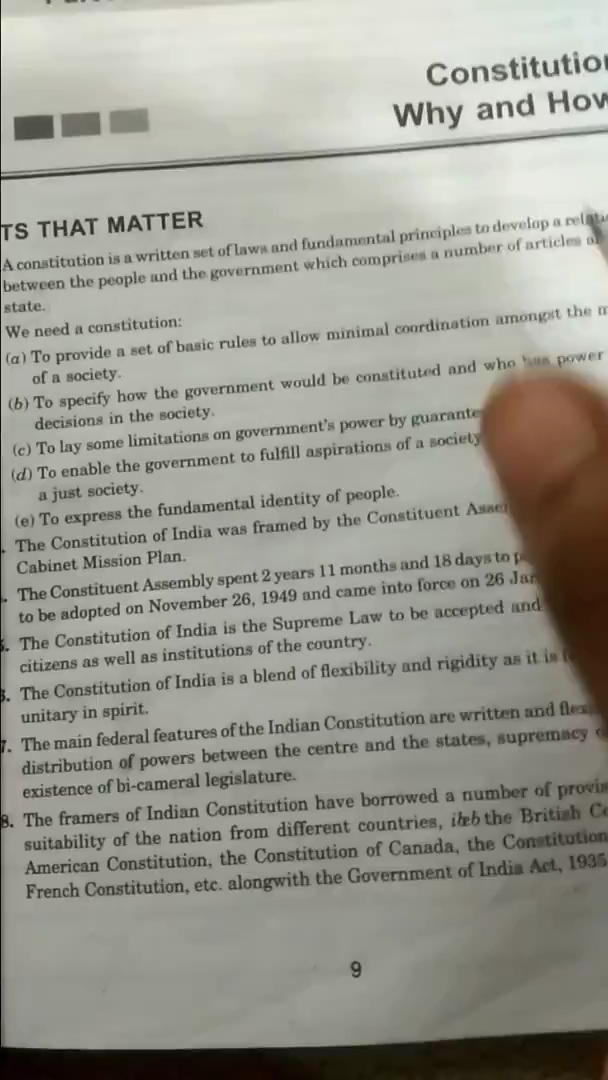 Constitution
Why and How
TS THAT MATTER
A constitution is a written set of laws and fundamental principles to develop a
between the people and the government which comprises a number of articles
state.
We need a constitution:
(a) To provide a set of basic rules to allow minimal coordination amongst the
of a society.
(b) To specify how the government would be constituted and who has power
decisions in the society.
(c) To lay some limitations on government's power by
(d) To enable the government to fulfill aspirations of a society
a just society.
(e) To express the fundamental identity of people.
The Constitution of India was framed by the Constituent
Cabinet Mission Plan.
The Constituent Assembly spent 2 years 11 months and 18 days to
to be adopted on November 26, 1949 and came into force on 26
The Constitution of India is the Supreme Law to be accepted and
citizens as well as institutions of the country.
The Constitution of India is a blend of flexibility and rigidity as it is
unitary in spirit.
7. The main federal features of the Indian Constitution are written and
distribution of powers between the centre and the states, supremacy
existence of bi-cameral legislature.
8. The framers of Indian Constitution have borrowed a number of
suitability of the nation from different countries, the British
American Constitution, the Constitution of Canada, the Constitution
French Constitution, etc. alongwith the Government of India Act, 1935
9